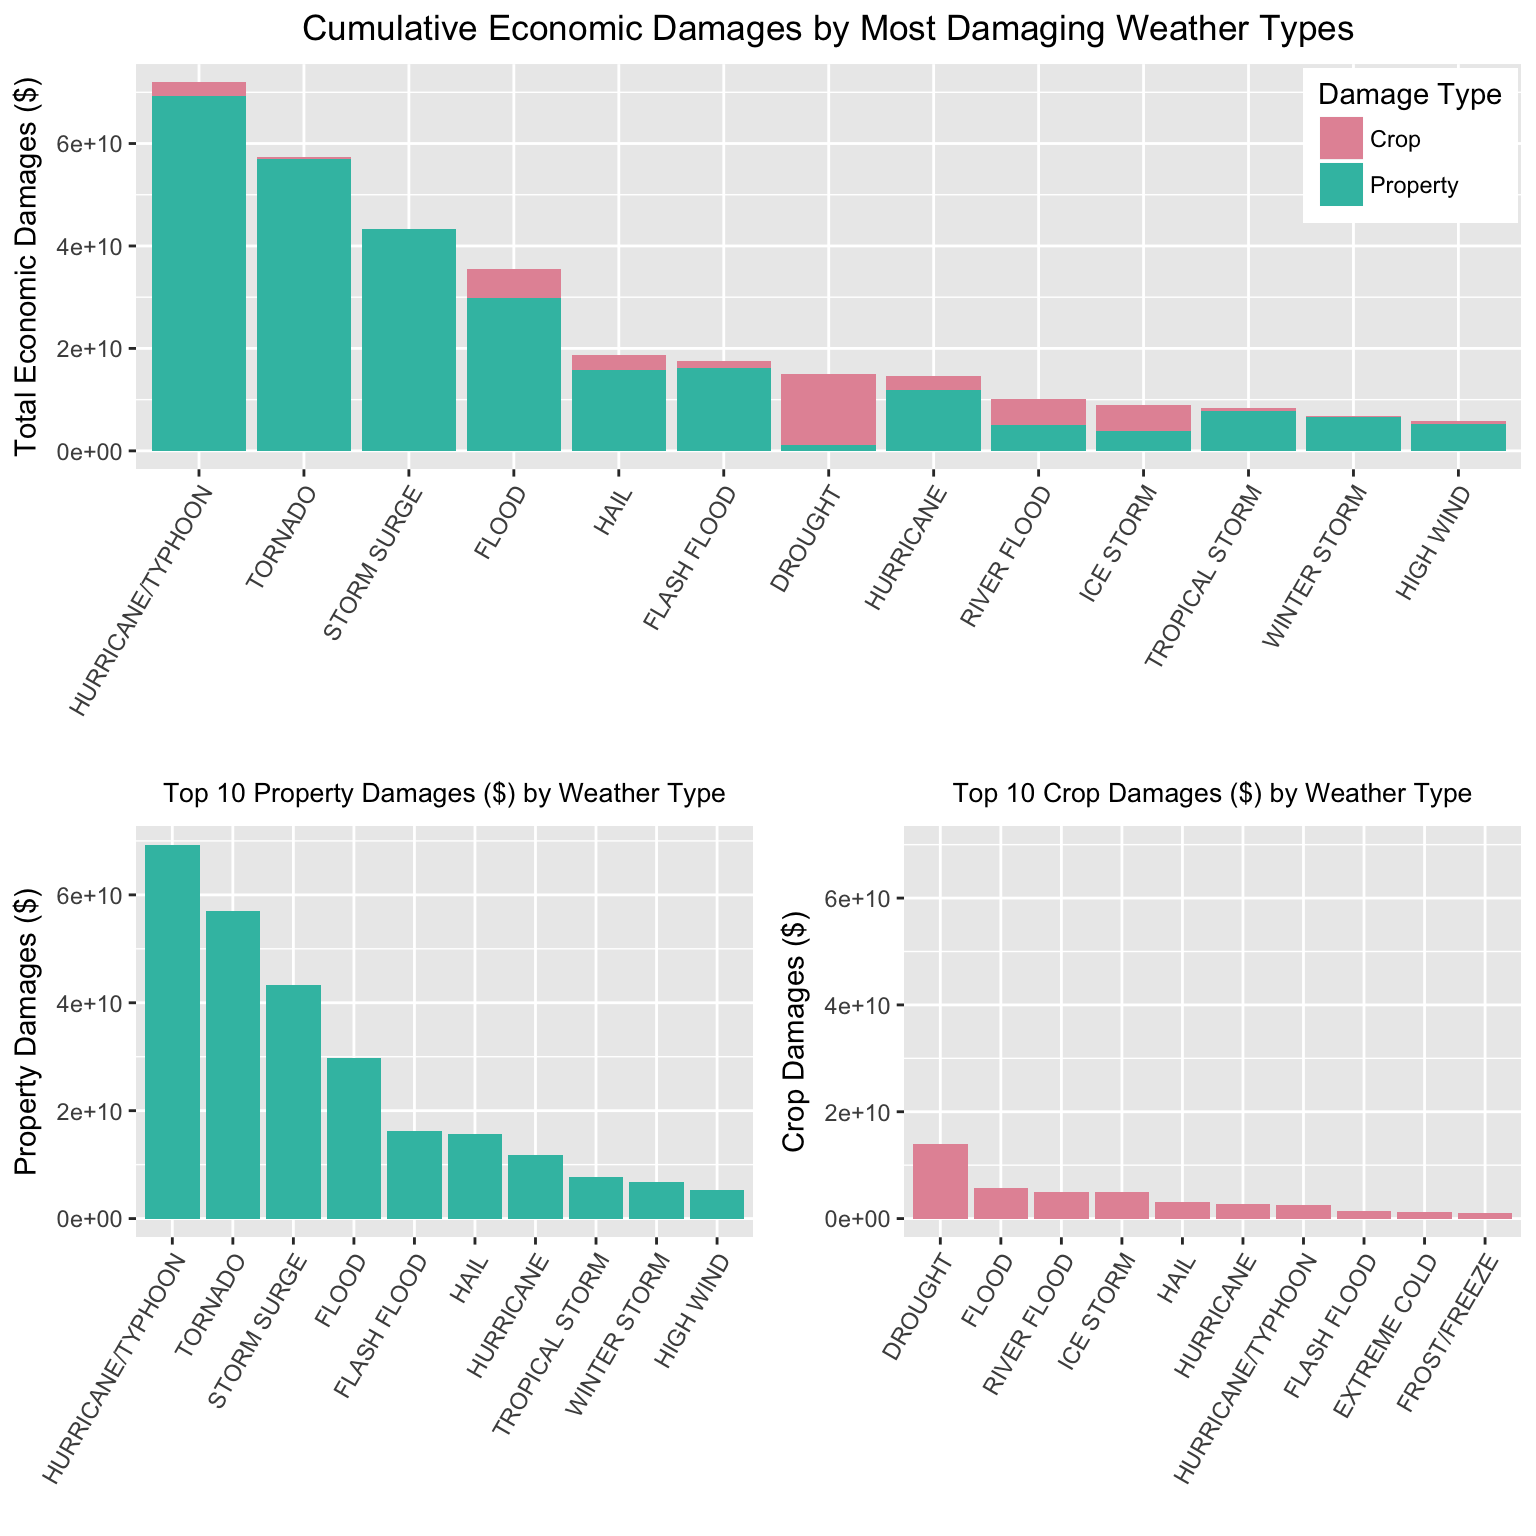 Cumulative Economic Damages by Most Damaging Weather Types
Total Economic Damages ($)
6e+10
4e+10
2e+10
0e+00
Damage Type
Crop
Property
HURRICANE/TYPHOON
TORNADO
STORM SURGE
FLOOD
HAIL
FLASH FLOOD
DROUGHT
HURRICANE
RIVER FLOOD
ICE STORM
TROPICAL STORM
WINTER STORM
HIGH WIND
Top 10 Property Damages ($) by Weather Type
Property Damages ($)
6e+10
4e+10
2e+10
0e+00
HURRICANE/TYPHOON
TORNADO
STORM SURGE
FLOOD
FLASH FLOOD
HAIL
HURRICANE
TROPICAL STORM
WINTER STORM
HIGH WIND
Top 10 Crop Damages ($) by Weather Type
Crop Damages ($)
6e+10
4e+10
2e+10
0e+00
DROUGHT
FLOOD
RIVER FLOOD
ICE STORM
HAIL
HURRICANE
HURRICANE/TYPHOON
FLASH FLOOD
EXTREME COLD
FROST/FREEZE